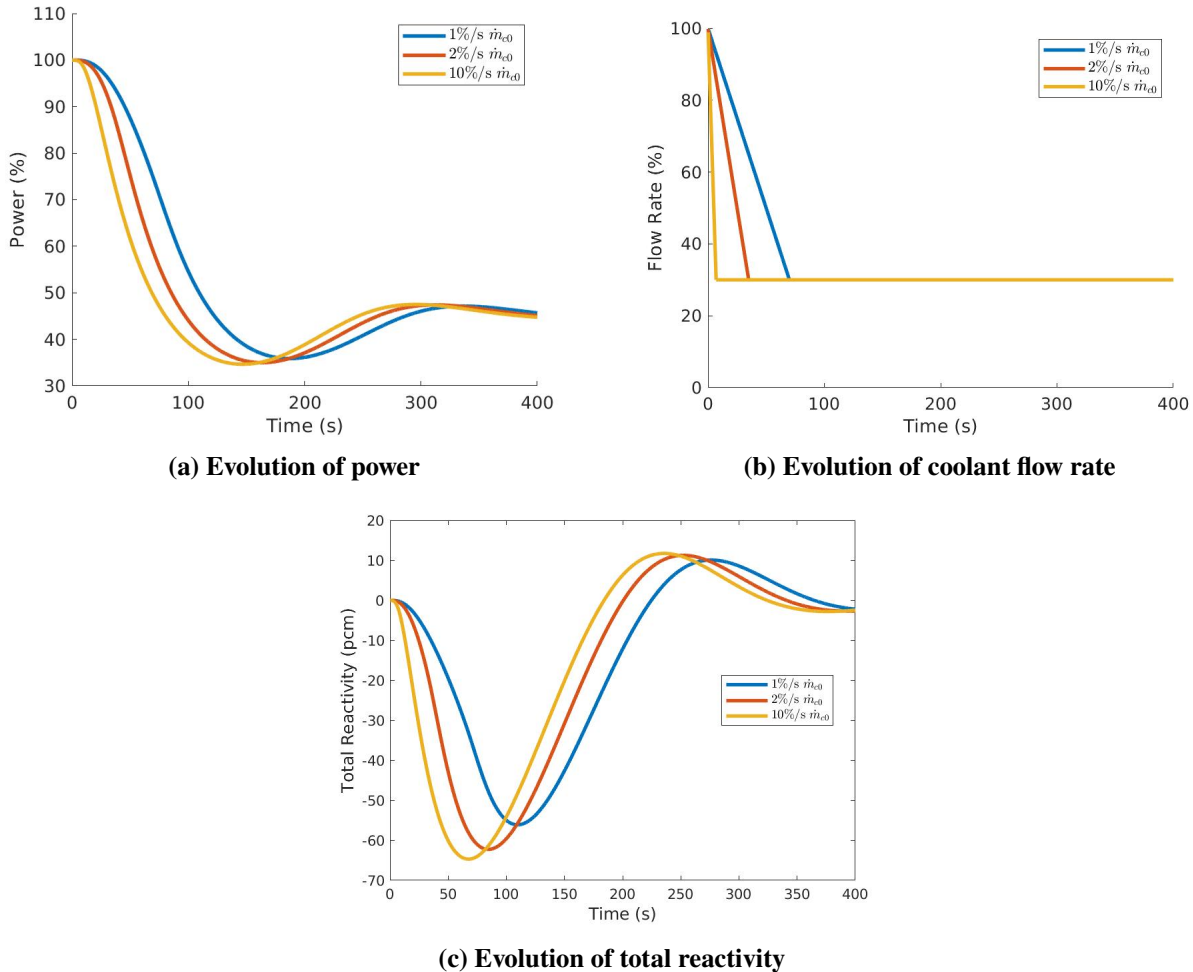 110
100
90
80
70
60
50
40
30
0
100
200
300
400
Power (%)
Time (s)
1%/s ṁc0
2%/s ṁc0
10%/s ṁc0
(a) Evolution of power
100
80
60
40
20
0
0
100
200
300
400
Flow Rate (%)
Time (s)
1%/s ṁc0
2%/s ṁc0
10%/s ṁc0
(b) Evolution of coolant flow rate
20
10
0
-10
-20
-30
-40
-50
-60
-70
0
50
100
150
200
250
300
350
400
Total Reactivity (pcm)
Time (s)
1%/s ṁc0
2%/s ṁc0
10%/s ṁc0
(c) Evolution of total reactivity